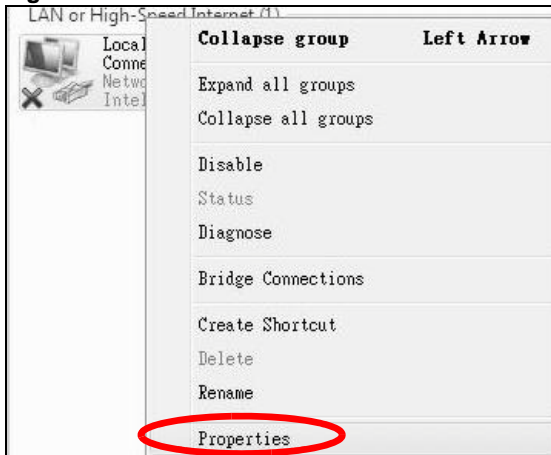 LAN or High-Speed Internet (1)
Local
Conne
Netwo
Intel
Collapse group Left Arrow
Expand all groups
Collapse all groups
Disable
Status
Diagnose
Bridge Connections
Create Shortcut
Delete
Rename
Properties